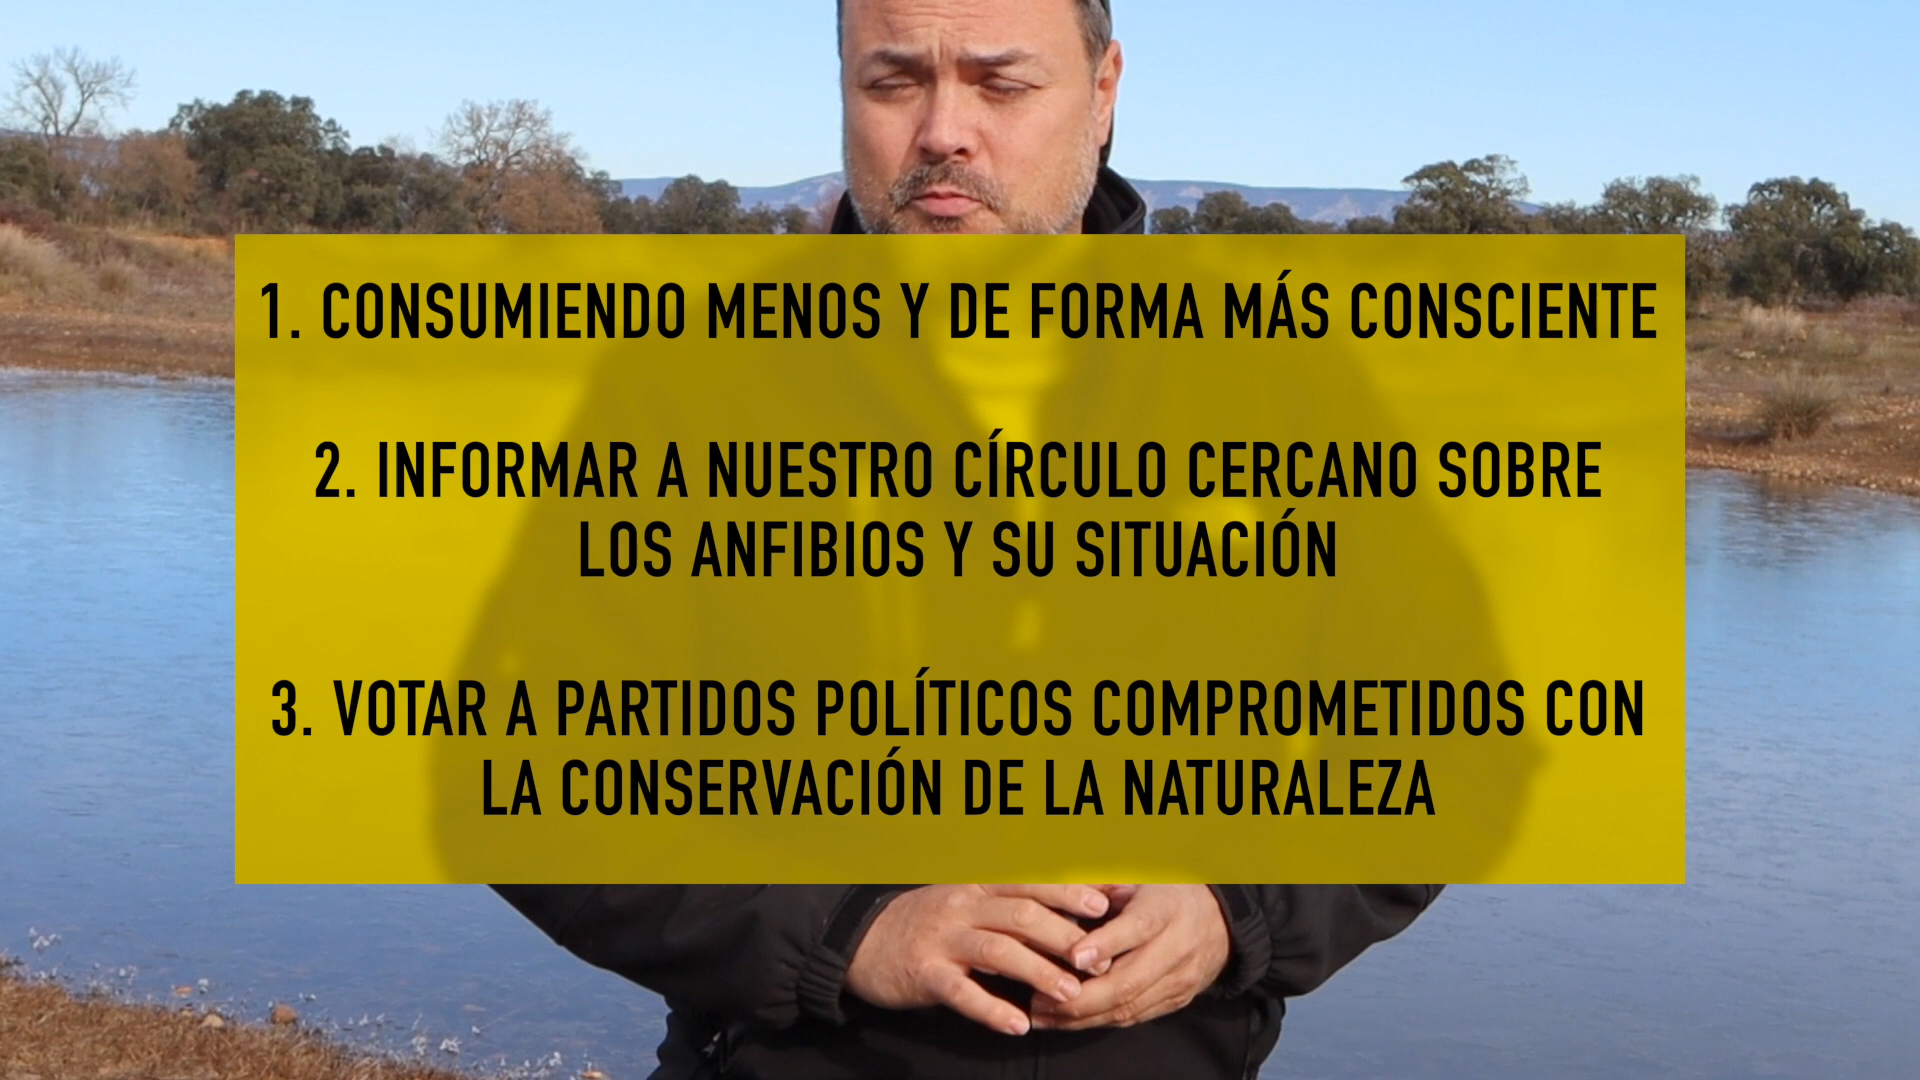 1. CONSUMIENDO MENOS Y DE FORMA MÁS CONSCIENTE
2. INFORMAR A NUESTRO CÍRCULO CERCANO SOBRE
LOS ANFIBIOS Y SU SITUACIÓN
3. VOTAR A PARTIDOS POLÍTICOS COMPROMETIDOS CON
LA CONSERVACIÓN DE LA NATURALEZA